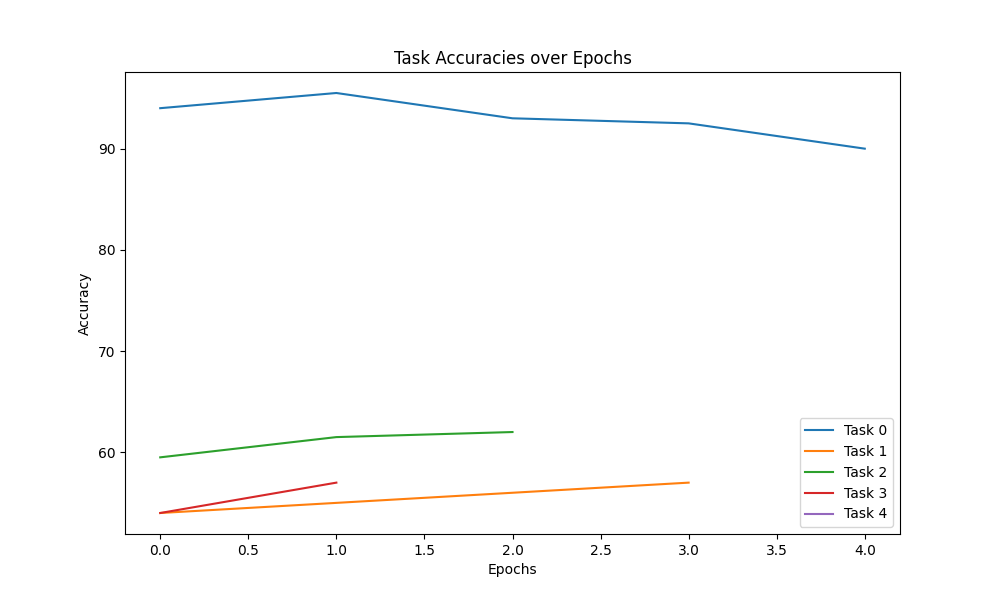 Task Accuracies over Epochs
Accuracy
90
80
70
60
0.0 0.5 1.0 1.5 2.0 2.5 3.0 3.5 4.0
Epochs
Task 0
Task 1
Task 2
Task 3
Task 4